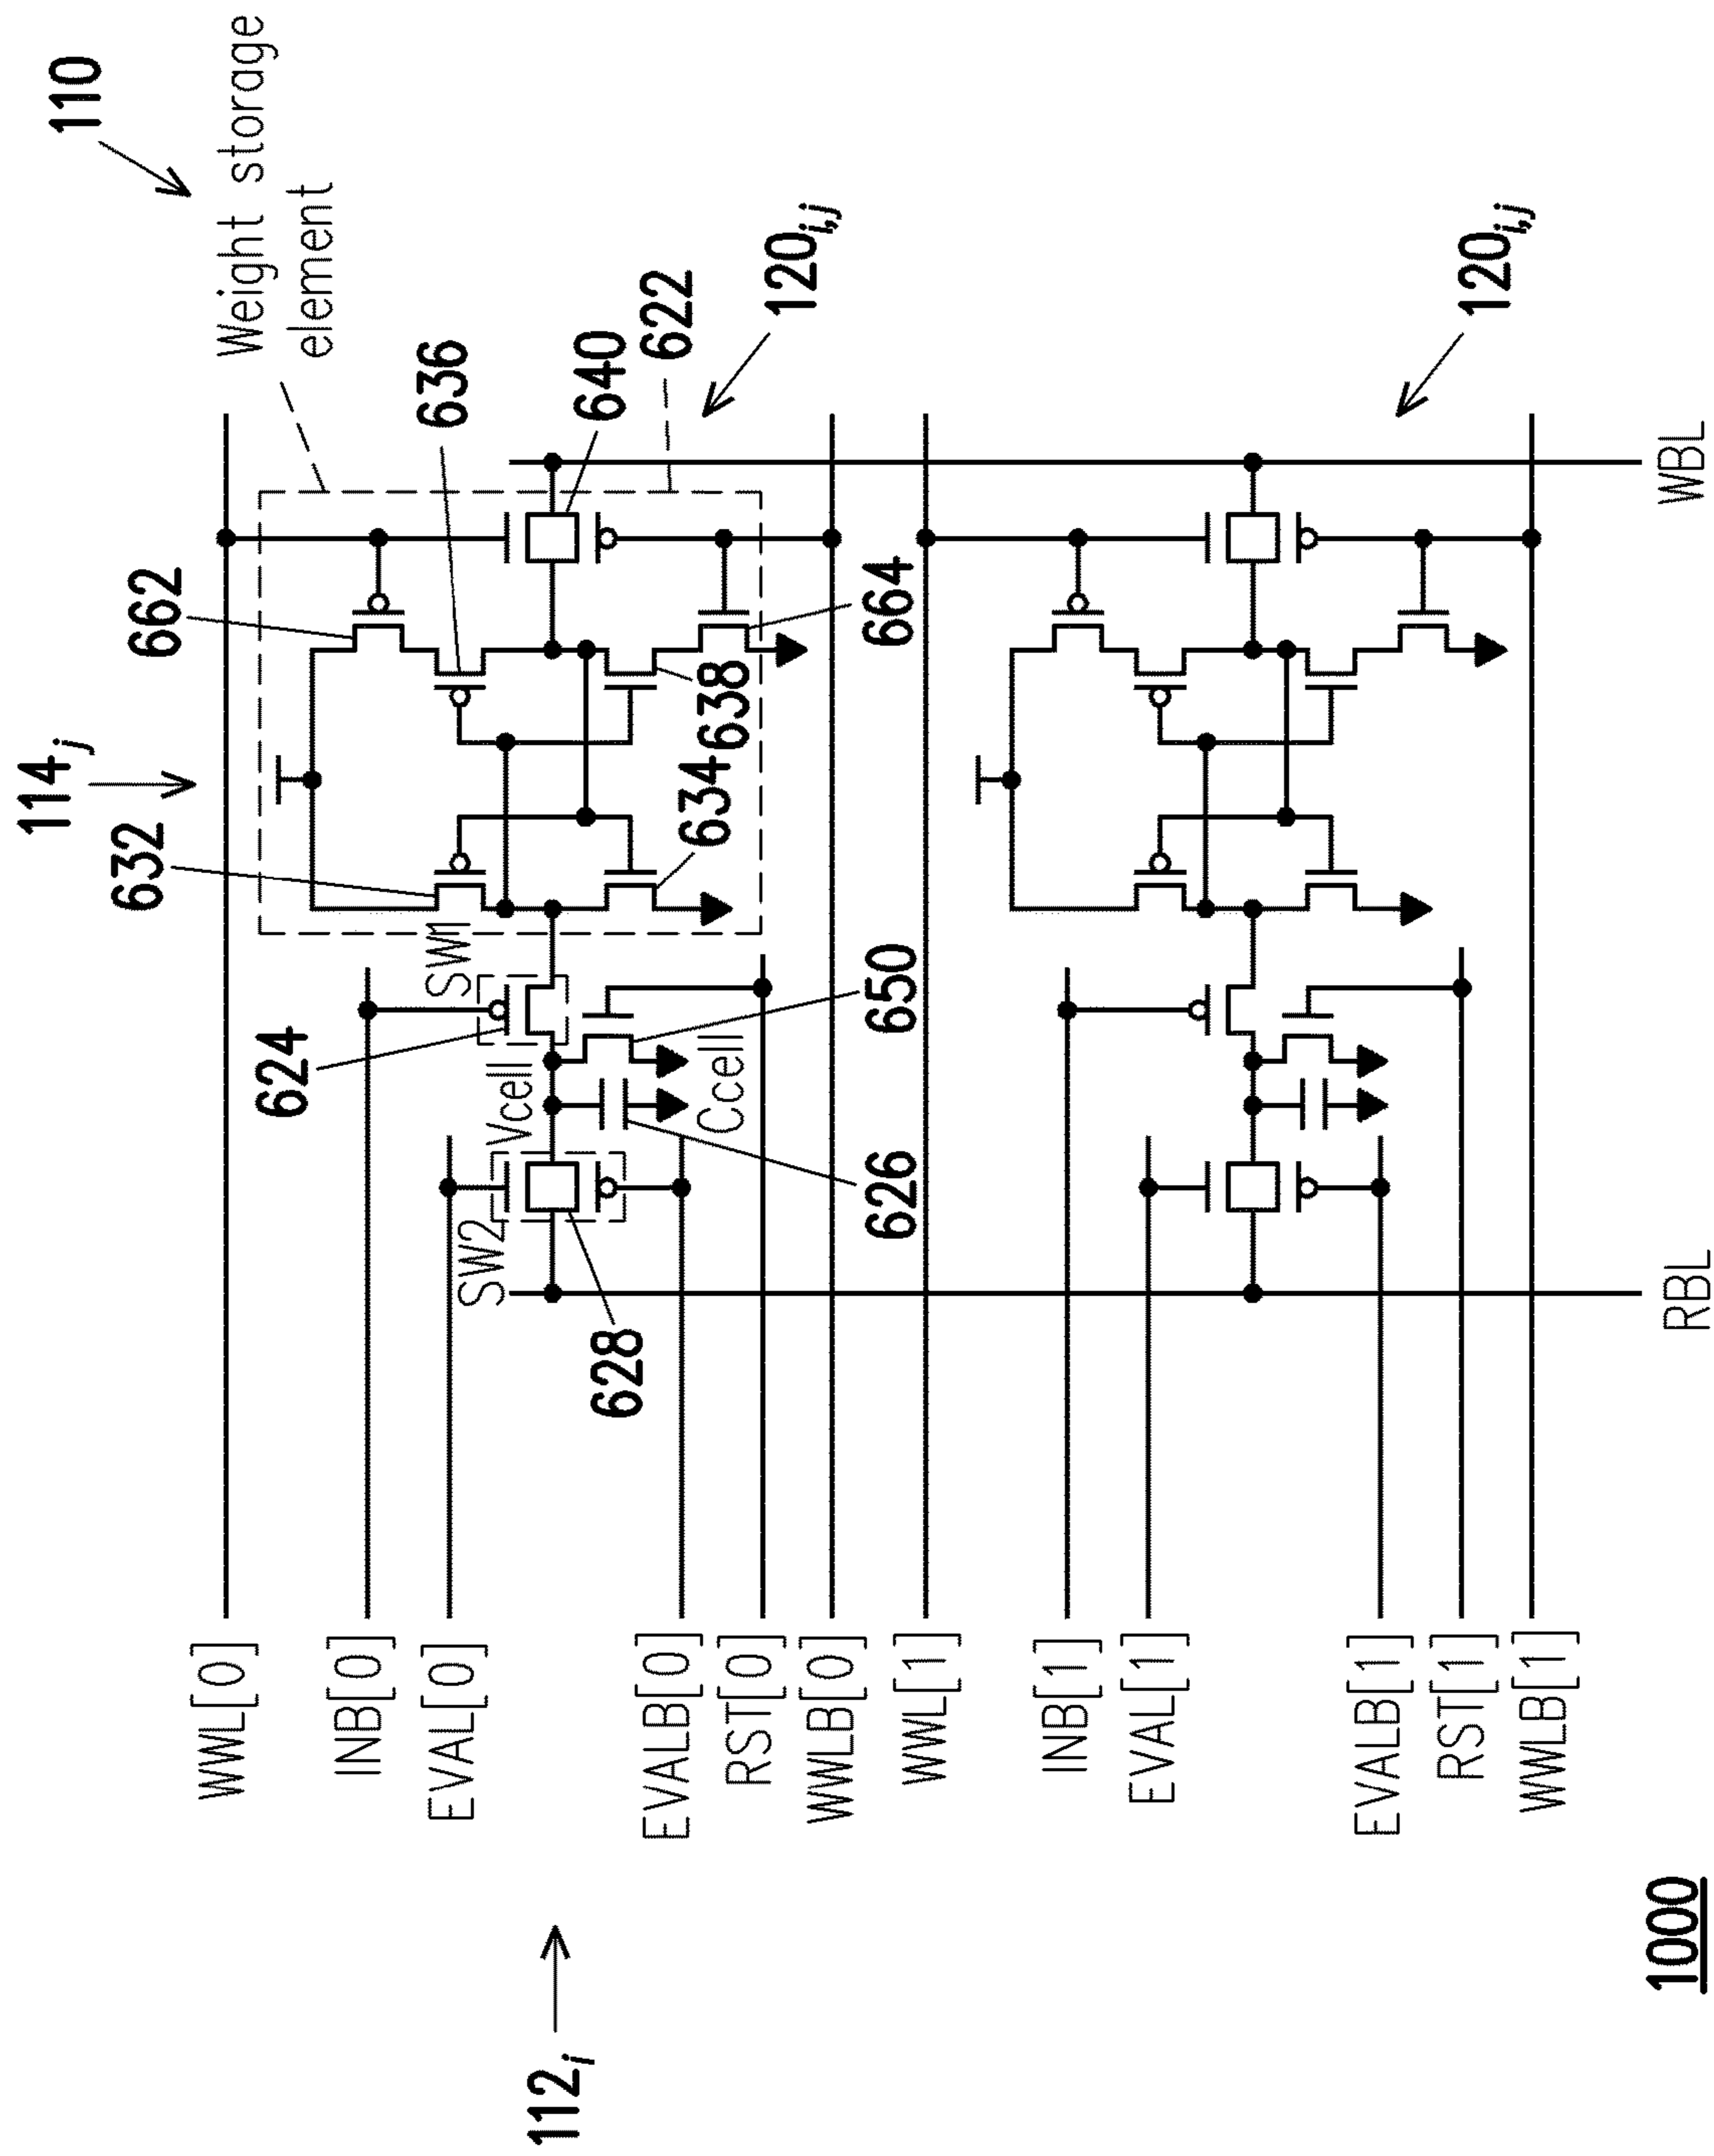 110
Weight storage
element
114j
632
662
636
640
622
120i,j
SW1
624
Vcell
SW2
628
634
638
664
650
Ccell
626
120i,j
WWL[0]
INB[0]
EVAL[0]
EVALB[0]
RST[0]
WWLB[0]
WWL[1]
INB[1]
EVAL[1]
EVALB[1]
RST[1]
WWLB[1]
RBL
WBL
112i
1000